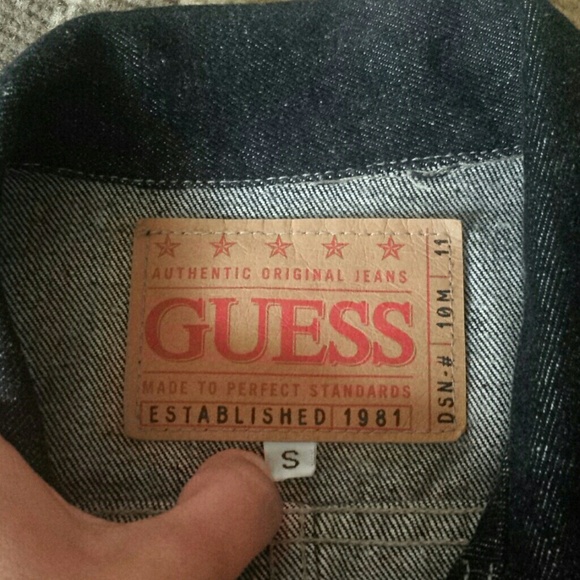 AUTHENTIC ORIGINAL JEANS
GUESS
MADE TO PERFECT STANDARDS
ESTABLISHED 1981
DSN-# 10M 11
S